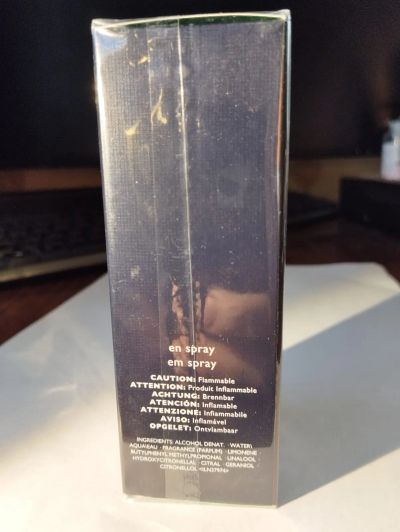 en spray
em spray
CAUTION: Flammable
ATTENTION: Produit Inflammable
ACHTUNG: Brennbar
ATENCIÓN: Inflamable
ATTENZIONE: Infiammabile
AVISO: Inflamável
OPGELET: Ontvlambaar
INGREDIENTS: ALCOHOL DENAT. · WATER\
AQUA\EAU · FRAGRANCE (PARFUM) · LIMONENE
BUTYLPHENYL METHYLPROPIONAL · LINALOOL
HYDROXYCITRONELLAL · CITRAL · GERANIOL
CITRONELLOL <ILN37974>